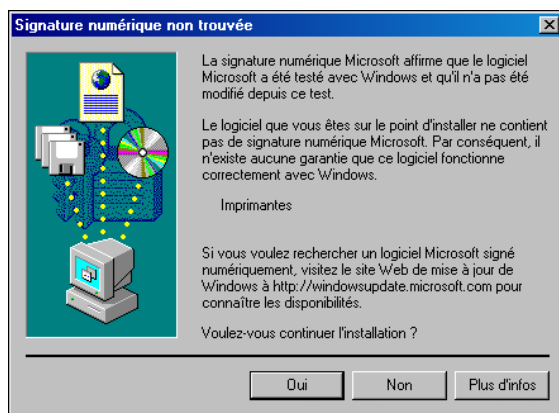 Signature numérique non trouvée
La signature numérique Microsoft affirme que le logiciel
Microsoft a été testé avec Windows et qu'il n'a pas été
modifié depuis ce test.
Le logiciel que vous êtes sur le point d'installer ne contient
pas de signature numérique Microsoft. Par conséquent, il
n'existe aucune garantie que ce logiciel fonctionne
correctement avec Windows.
Imprimantes
Si vous voulez rechercher un logiciel Microsoft signé
numériquement, visitez le site Web de mise à jour de
Windows à http://windowsupdate.microsoft.com pour
connaître les disponibilités.
Voulez-vous continuer l'installation ?
Oui
Non
Plus d'infos